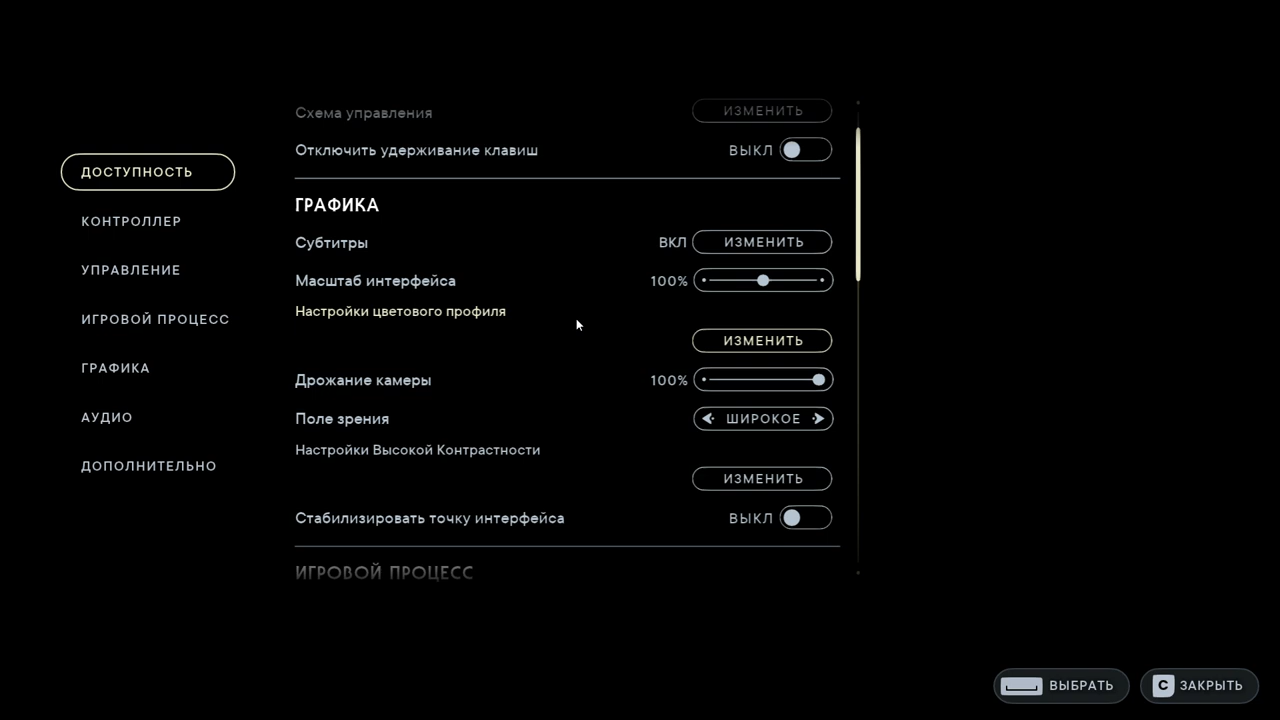 Схема управления ИЗМЕНИТЬ
Отключить удерживание клавиш ВЫКЛ
ДОСТУПНОСТЬ
КОНТРОЛЛЕР
УПРАВЛЕНИЕ
ИГРОВОЙ ПРОЦЕСС
ГРАФИКА
АУДИО
ДОПОЛНИТЕЛЬНО
ГРАФИКА
Субтитры ВКЛ ИЗМЕНИТЬ
Масштаб интерфейса 100%
Настройки цветового профиля
ИЗМЕНИТЬ
Дрожание камеры 100%
Поле зрения ШИРОКОЕ
Настройки Высокой Контрастности
ИЗМЕНИТЬ
Стабилизировать точку интерфейса ВЫКЛ
ИГРОВОЙ ПРОЦЕСС
ВЫБРАТЬ
C ЗАКРЫТЬ